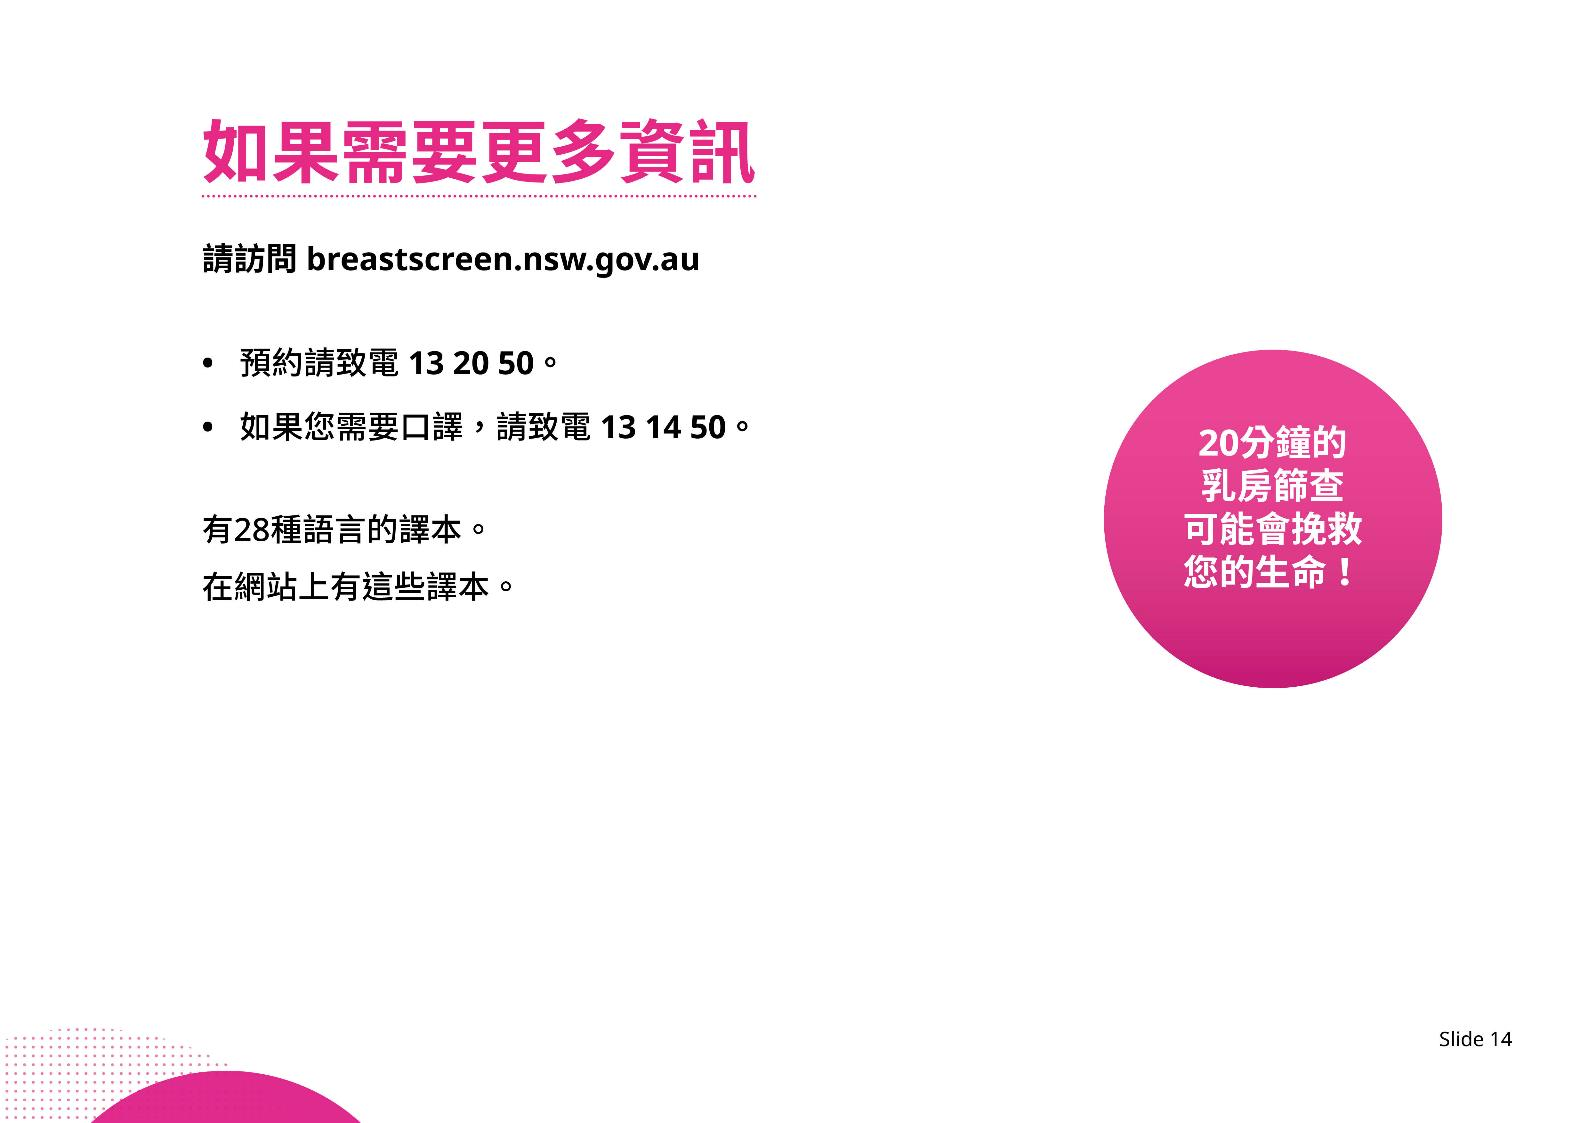 如果需要更多資訊
請訪問 breastscreen.nsw.gov.au
• 預約請致電 13 20 50。
• 如果您需要口譯，請致電 13 14 50。
有28種語言的譯本。
在網站上有這些譯本。
20分鐘的
乳房篩查
可能會挽救
您的生命！
Slide 14